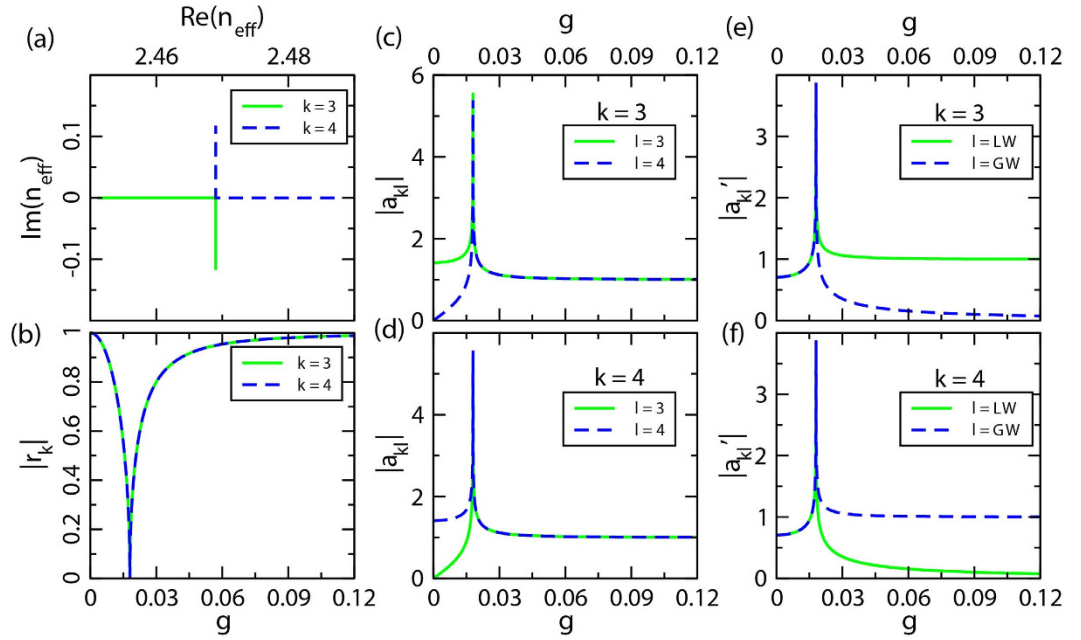 Re(n_eff)
(a)
2.46 2.48
k = 3
k = 4
0.1
0
-0.1
Im(n_eff)
(b)
1
0.8
0.6
0.4
0.2
0
|r_k|
k = 3
k = 4
0 0.03 0.06 0.09 0.12
g
g
(c)
0 0.03 0.06 0.09 0.12
6
4
2
0
|a_kl|
k = 3
l = 3
l = 4
(d)
4
2
0
|a_kl|
k = 4
l = 3
l = 4
0 0.03 0.06 0.09 0.12
g
g
(e)
0 0.03 0.06 0.09 0.12
3
2
1
0
|a_kl'|
k = 3
l = LW
l = GW
(f)
3
2
1
0
|a_kl'|
k = 4
l = LW
l = GW
0 0.03 0.06 0.09 0.12
g